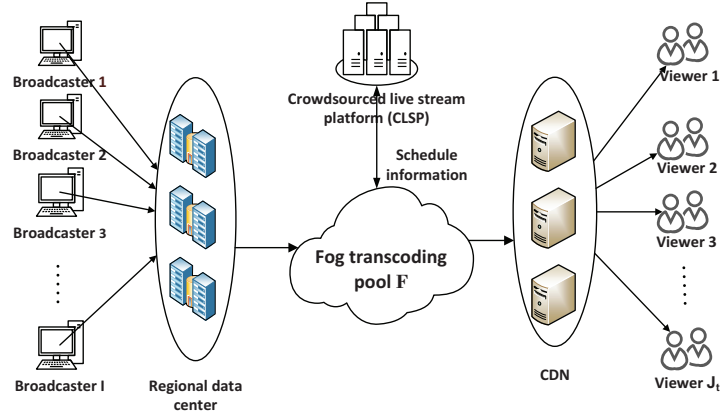 Broadcaster 1
Broadcaster 2
Broadcaster 3
Broadcaster I
Regional data
center
Crowdsourced live stream
platform (CLSP)
Schedule
information
Fog transcoding
pool F
CDN
Viewer 1
Viewer 2
Viewer 3
Viewer Jt